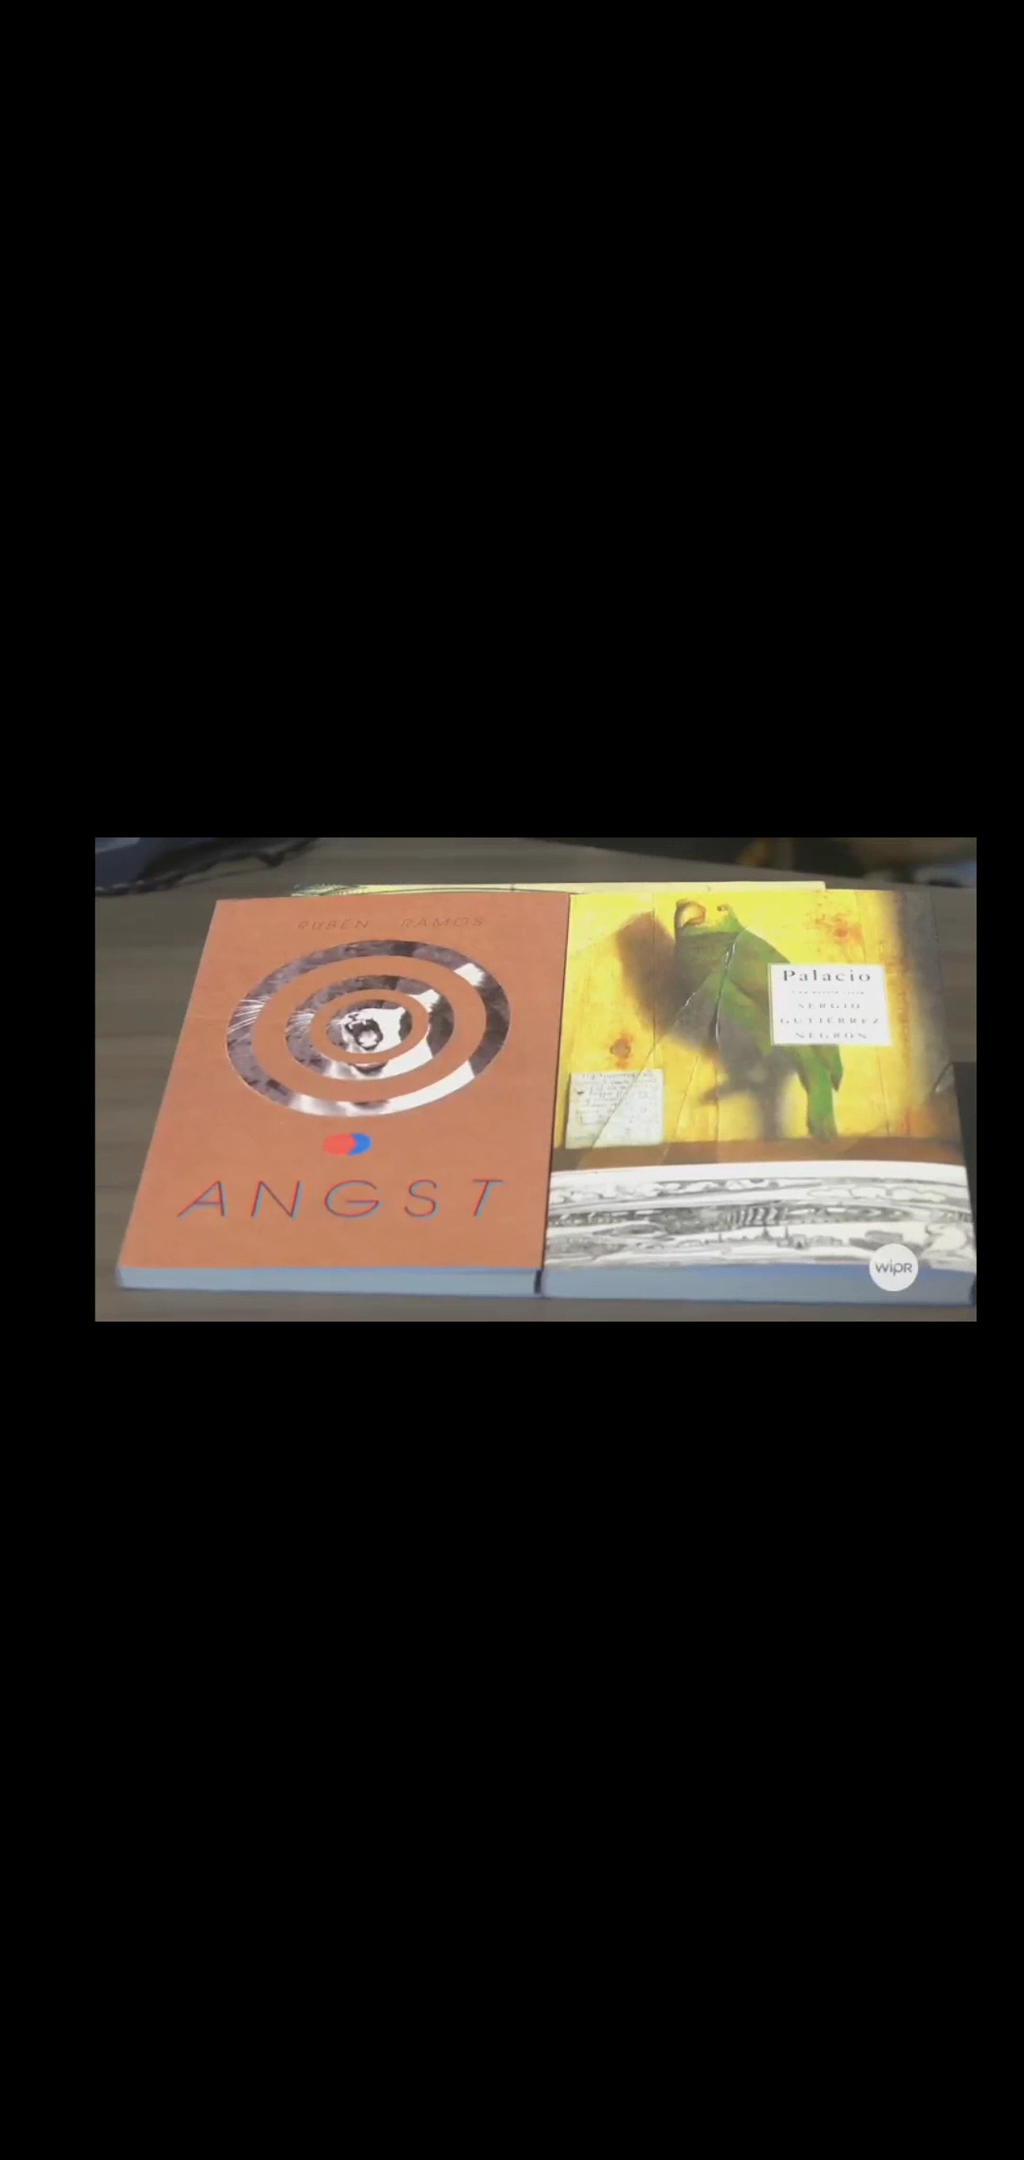 RUBÉN RAMOS
ANGST
Palacio
SERGIO
GUTIÉRREZ
NEGRÓN
wipr